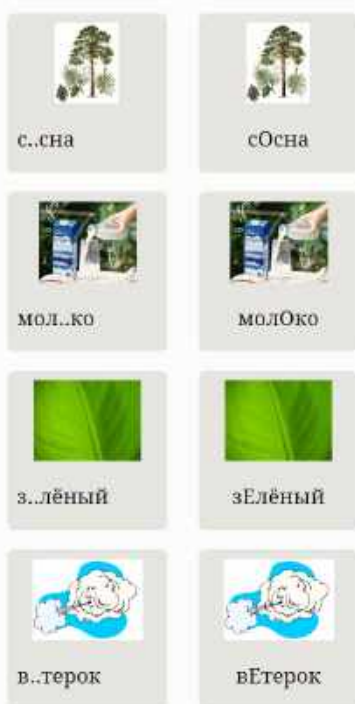 с..сна сОсна
мол..ко молОко
з..лёный зЕлёный
в..терок вЕтерок